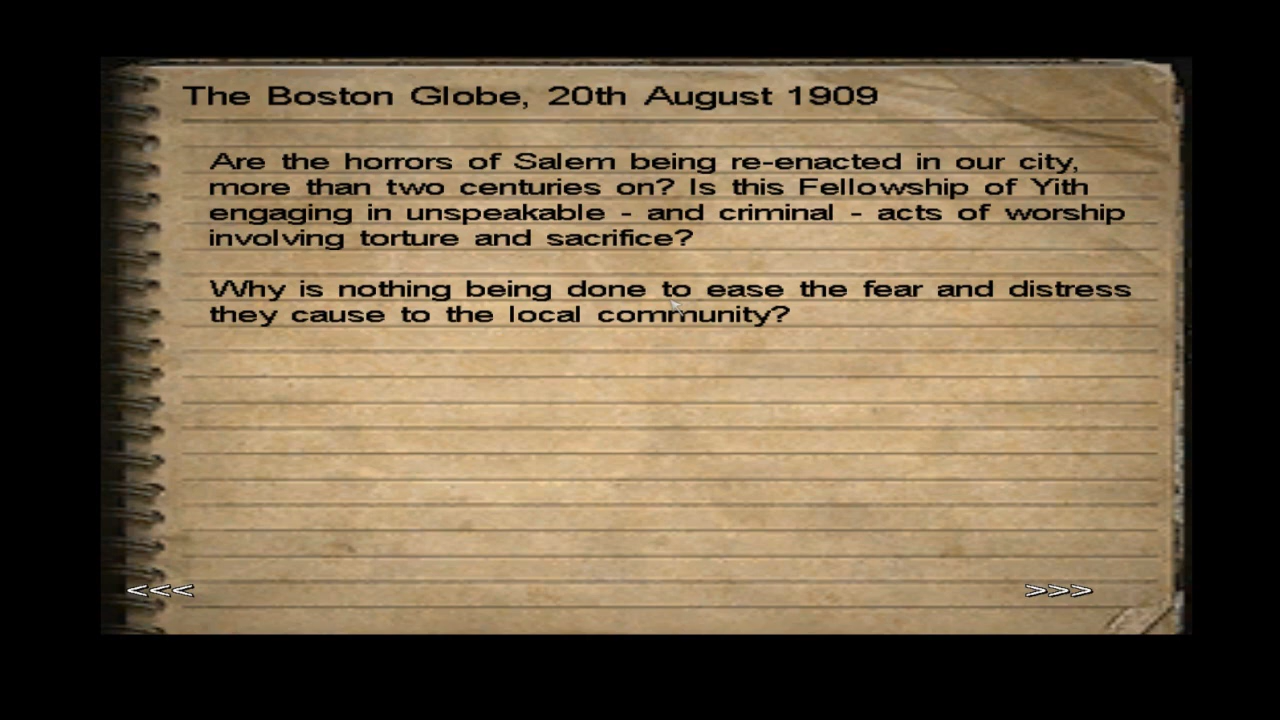 The Boston Globe, 20th August 1909
Are the horrors of Salem being re-enacted in our city,
more than two centuries on? Is this Fellowship of Yith
engaging in unspeakable - and criminal - acts of worship
involving torture and sacrifice?
Why is nothing being done to ease the fear and distress
they cause to the local community?
<<< >>>